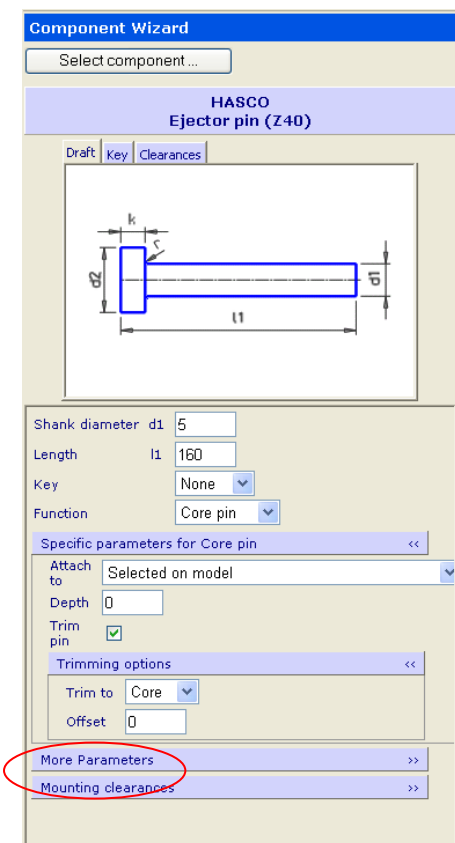 Component Wizard
Select component ...
HASCO
Ejector pin (Z40)
Draft Key Clearances
k
r
d2
d1
l1
Shank diameter d1 5
Length l1 160
Key None
Function Core pin
Specific parameters for Core pin <<
Attach to Selected on model
Depth 0
Trim pin
Trimming options <<
Trim to Core
Offset 0
More Parameters >>
Mounting clearances >>